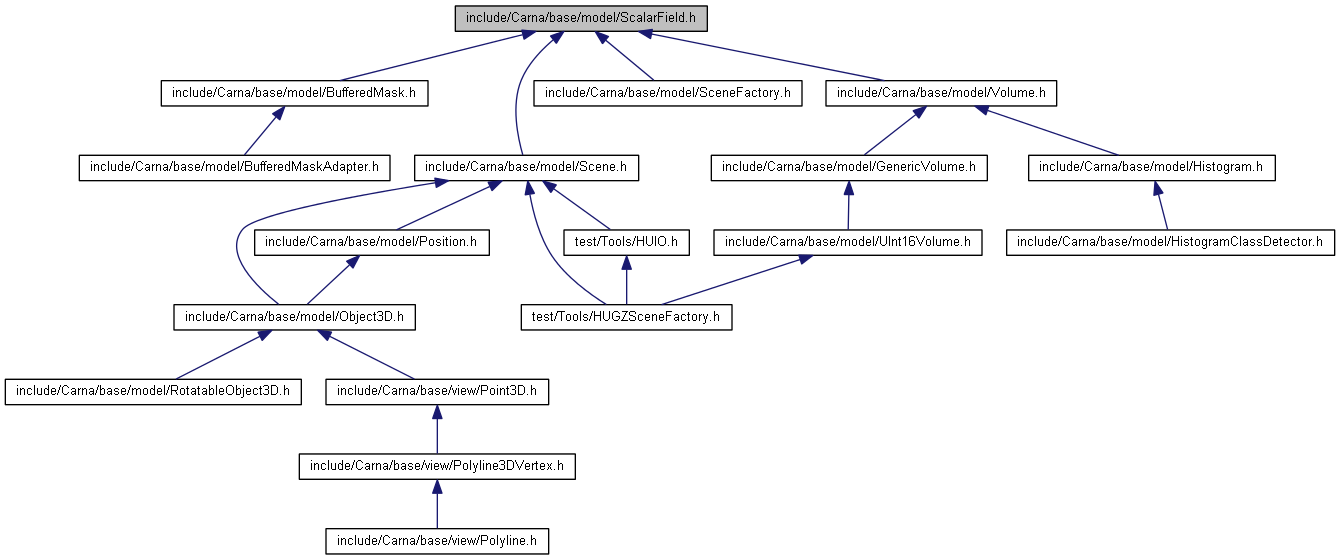 include/Carna/base/model/ScalarField.h
include/Carna/base/model/BufferedMask.h
include/Carna/base/model/SceneFactory.h
include/Carna/base/model/Volume.h
include/Carna/base/model/BufferedMaskAdapter.h
include/Carna/base/model/Scene.h
include/Carna/base/model/GenericVolume.h
include/Carna/base/model/Histogram.h
include/Carna/base/model/Position.h
test/Tools/HUIO.h
include/Carna/base/model/UInt16Volume.h
include/Carna/base/model/HistogramClassDetector.h
include/Carna/base/model/Object3D.h
test/Tools/HUGZSceneFactory.h
include/Carna/base/model/RotatableObject3D.h
include/Carna/base/view/Point3D.h
include/Carna/base/view/Polyline3DVertex.h
include/Carna/base/view/Polyline.h